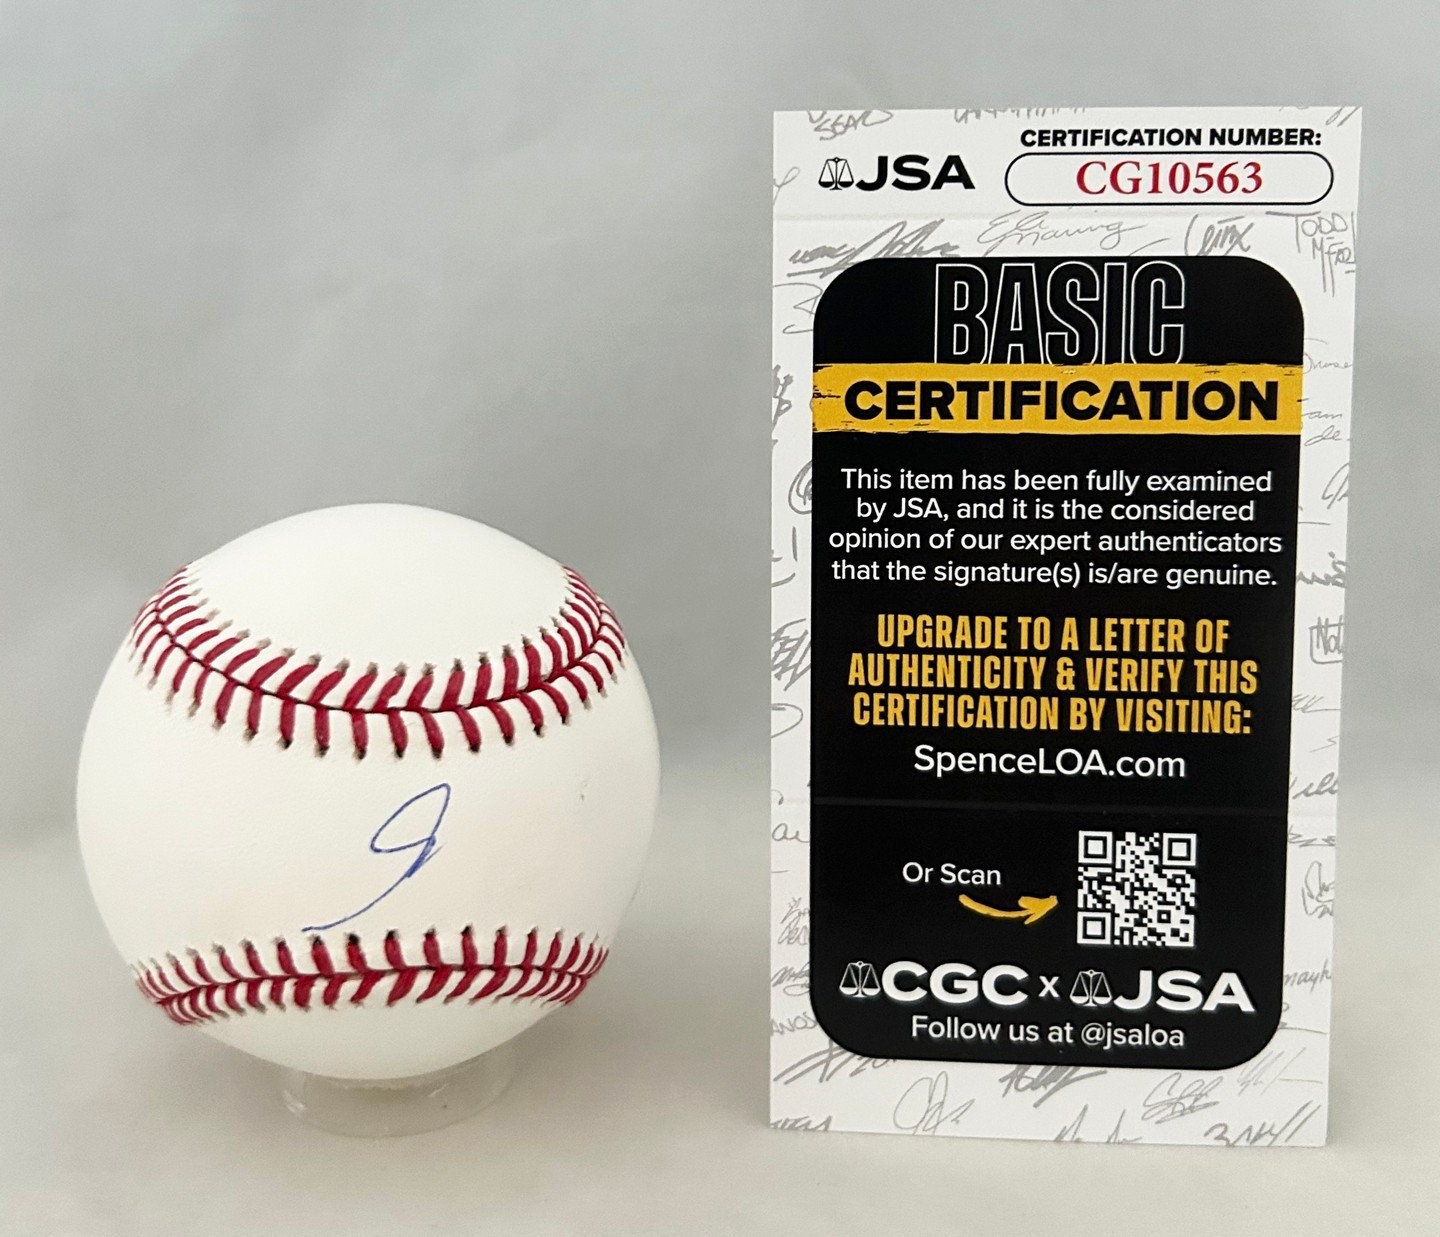 JSA
CERTIFICATION NUMBER:
CG10563
BASIC
CERTIFICATION
This item has been fully examined
by JSA, and it is the considered
opinion of our expert authenticators
that the signature(s) is/are genuine.
UPGRADE TO A LETTER OF
AUTHENTICITY & VERIFY THIS
CERTIFICATION BY VISITING:
SpenceLOA.com
Or Scan
CGC x JSA
Follow us at @jsaloa